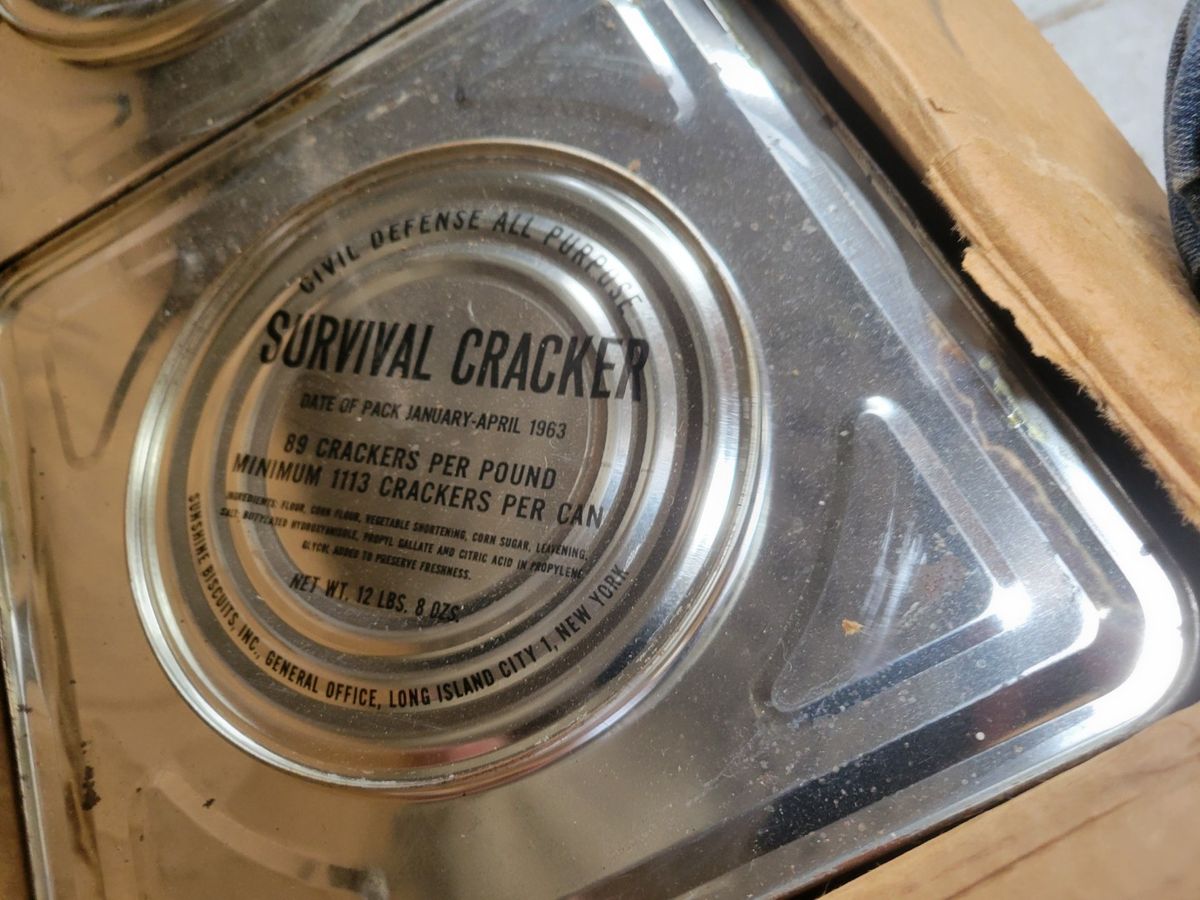 CIVIL DEFENSE ALL PURPOSE
SURVIVAL CRACKER
DATE OF PACK JANUARY-APRIL 1963
89 CRACKERS PER POUND
MINIMUM 1113 CRACKERS PER CAN
INGREDIENTS: FLOUR, CORN FLOUR, VEGETABLE SHORTENING, CORN SUGAR, LEAVENING,
SALT. BUTYLATED HYDROXYANISOLE, PROPYL GALLATE AND CITRIC ACID IN PROPYLENE
GLYCOL ADDED TO PRESERVE FRESHNESS.
NET WT. 12 LBS. 8 OZS.
SUNSHINE BISCUITS, INC., GENERAL OFFICE, LONG ISLAND CITY 1, NEW YORK